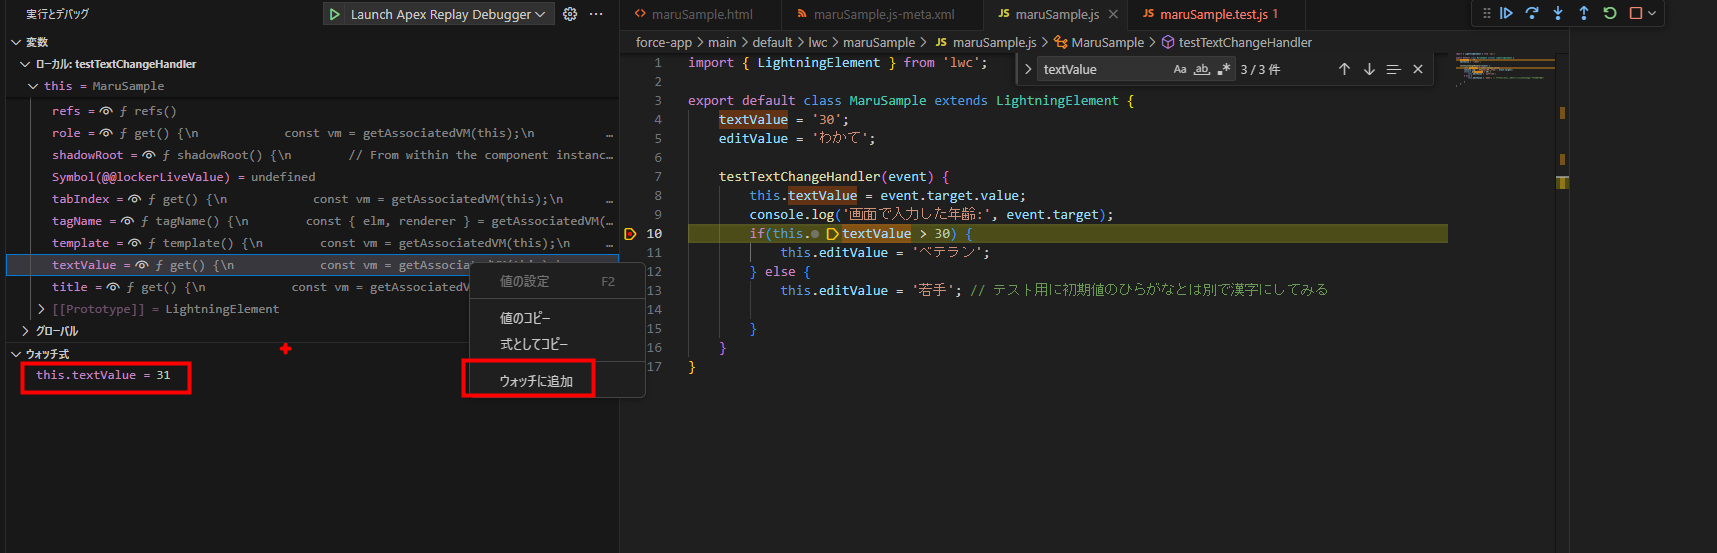 実行とデバッグ
Launch Apex Replay Debugger
変数
ローカル: testTextChangeHandler
this = MaruSample
refs = ƒ refs()
role = ƒ get() {\n const vm = getAssociatedVM(this);\n …
shadowRoot = ƒ shadowRoot() {\n // From within the component instanc…
Symbol(@@lockerLiveValue) = undefined
tabIndex = ƒ get() {\n const vm = getAssociatedVM(this);\n …
tagName = ƒ tagName() {\n const { elm, renderer } = getAssociatedVM(…
template = ƒ template() {\n const vm = getAssociatedVM(this);\n …
textValue = ƒ get() {\n const vm = getAssociatedVM(this);\n
title = ƒ get() {\n const vm = getAssociatedV
[[Prototype]] = LightningElement
グローバル
ウォッチ式
this.textValue = 31
値の設定 F2
値のコピー
式としてコピー
ウォッチに追加
maruSample.html
maruSample.js-meta.xml
JS maruSample.js
JS maruSample.test.js 1
force-app > main > default > lwc > maruSample > JS maruSample.js > MaruSample > testTextChangeHandler
textValue Aa ab .* 3 / 3 件
1 import { LightningElement } from 'lwc';
2
3 export default class MaruSample extends LightningElement {
4 textValue = '30';
5 editValue = 'わかて';
6
7 testTextChangeHandler(event) {
8 this.textValue = event.target.value;
9 console.log('画面で入力した年齢:', event.target);
10 if(this.textValue > 30) {
11 this.editValue = 'ベテラン';
12 } else {
13 this.editValue = '若手'; // テスト用に初期値のひらがなとは別で漢字にしてみる
14
15 }
16 }
17 }